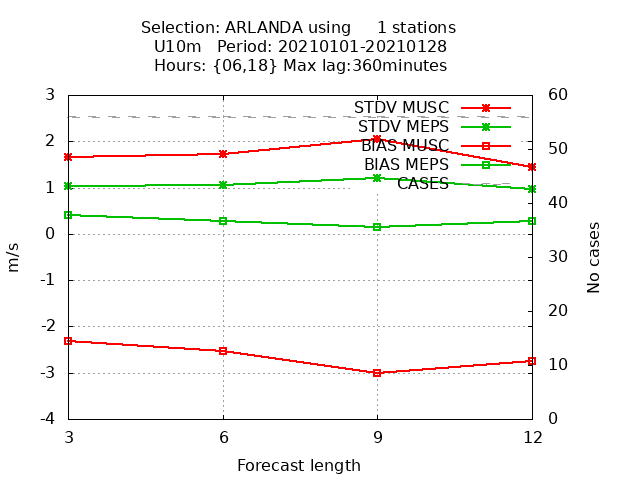 Selection: ARLANDA using     1 stations
U10m   Period: 20210101-20210128
Hours: {06,18} Max lag:360minutes
STDV MUSC
STDV MEPS
BIAS MUSC
BIAS MEPS
CASES
3
2
1
0
-1
-2
-3
-4
m/s
60
50
40
30
20
10
0
No cases
3 6 9 12
Forecast length